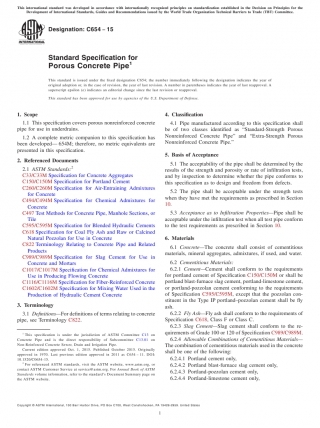 This international standard was developed in accordance with internationally recognized principles on standardization established in the Decision on Principles for the
Development of International Standards, Guides and Recommendations issued by the World Trade Organization Technical Barriers to Trade (TBT) Committee.
Designation: C654 − 15
Standard Specification for
Porous Concrete Pipe¹
This standard is issued under the fixed designation C654; the number immediately following the designation indicates the year of
original adoption or, in the case of revision, the year of last revision. A number in parentheses indicates the year of last reapproval. A
superscript epsilon (ε) indicates an editorial change since the last revision or reapproval.
This standard has been approved for use by agencies of the U.S. Department of Defense.
1. Scope
1.1 This specification covers porous nonreinforced concrete
pipe for use in underdrains.
1.2 A complete metric companion to this specification has
been developed—654M; therefore, no metric equivalents are
presented in this specification.
2. Referenced Documents
2.1 ASTM Standards:²
C33/C33M Specification for Concrete Aggregates
C150/C150M Specification for Portland Cement
C260/C260M Specification for Air-Entraining Admixtures
for Concrete
C494/C494M Specification for Chemical Admixtures for
Concrete
C497 Test Methods for Concrete Pipe, Manhole Sections, or
Tile
C595/C595M Specification for Blended Hydraulic Cements
C618 Specification for Coal Fly Ash and Raw or Calcined
Natural Pozzolan for Use in Concrete
C822 Terminology Relating to Concrete Pipe and Related
Products
C989/C989M Specification for Slag Cement for Use in
Concrete and Mortars
C1017/C1017M Specification for Chemical Admixtures for
Use in Producing Flowing Concrete
C1116/C1116M Specification for Fiber-Reinforced Concrete
C1602/C1602M Specification for Mixing Water Used in the
Production of Hydraulic Cement Concrete
3. Terminology
3.1 Definitions—For definitions of terms relating to concrete
pipe, see Terminology C822.
¹ This specification is under the jurisdiction of ASTM Committee C13 on
Concrete Pipe and is the direct responsibility of Subcommittee C13.01 on
Non-Reinforced Concrete Sewer, Drain and Irrigation Pipe.
Current edition approved Oct. 1, 2015. Published October 2015. Originally
approved in 1970. Last previous edition approved in 2011 as C654 – 11. DOI:
10.1520/C0654-15.
² For referenced ASTM standards, visit the ASTM website, www.astm.org, or
contact ASTM Customer Service at service@astm.org. For Annual Book of ASTM
Standards volume information, refer to the standard's Document Summary page on
the ASTM website.
4. Classification
4.1 Pipe manufactured according to this specification shall
be of two classes identified as “Standard-Strength Porous
Nonreinforced Concrete Pipe” and “Extra-Strength Porous
Nonreinforced Concrete Pipe.”
5. Basis of Acceptance
5.1 The acceptability of the pipe shall be determined by the
results of the strength and porosity or rate of infiltration tests,
and by inspection to determine whether the pipe conforms to
this specification as to design and freedom from defects.
5.2 The pipe shall be acceptable under the strength tests
when they meet the requirements as prescribed in Section
10.
5.3 Acceptance as to Infiltration Properties—Pipe shall be
acceptable under the infiltration test when all test pipe conform
to the test requirements as prescribed in Section 10.
6. Materials
6.1 Concrete—The concrete shall consist of cementitious
materials, mineral aggregates, admixtures, if used, and water.
6.2 Cementitious Materials:
6.2.1 Cement—Cement shall conform to the requirements
for portland cement of Specification C150/C150M or shall be
portland blast-furnace slag cement, portland-limestone cement,
or portland-pozzolan cement conforming to the requirements
of Specification C595/C595M, except that the pozzolan con-
stituent in the Type IP portland-pozzolan cement shall be fly
ash.
6.2.2 Fly Ash—Fly ash shall conform to the requirements of
Specification C618, Class F or Class C.
6.2.3 Slag Cement—Slag cement shall conform to the re-
quirements of Grade 100 or 120 of Specification C989/C989M.
6.2.4 Allowable Combinations of Cementitious Materials—
The combination of cementitious materials used in the concrete
shall be one of the following:
6.2.4.1 Portland cement only,
6.2.4.2 Portland blast-furnace slag cement only,
6.2.4.3 Portland-pozzolan cement only,
6.2.4.4 Portland-limestone cement only,
Copyright © ASTM International, 100 Barr Harbor Drive, PO Box C700, West Conshohocken, PA 19428-2959. United States
1